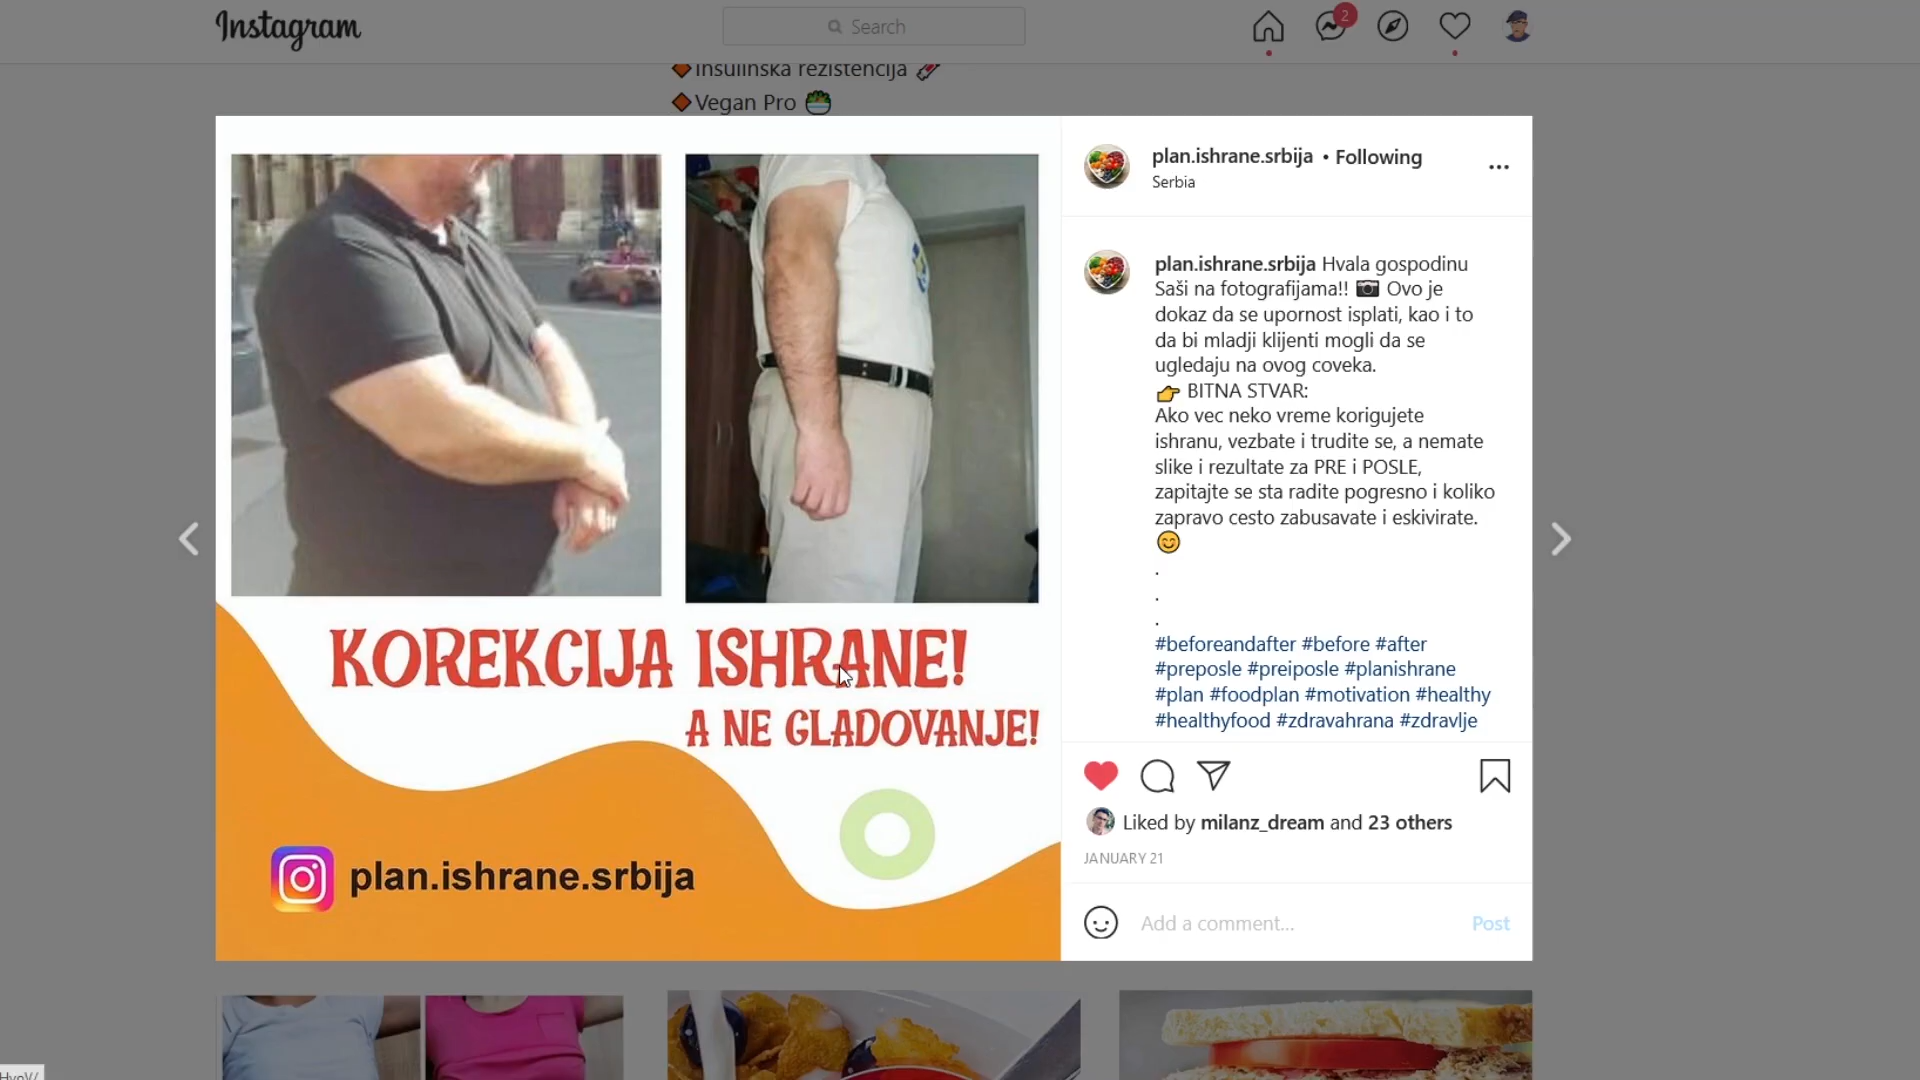 Instagram
Search
2
Insulinska rezistencija
Vegan Pro
plan.ishrane.srbija • Following
Serbia
plan.ishrane.srbija Hvala gospodinu
Saši na fotografijama!! 📷 Ovo je
dokaz da se upornost isplati, kao i to
da bi mladji klijenti mogli da se
ugledaju na ovog coveka.
👉 BITNA STVAR:
Ako vec neko vreme korigujete
ishranu, vezbate i trudite se, a nemate
slike i rezultate za PRE i POSLE,
zapitajte se sta radite pogresno i koliko
zapravo cesto zabusavate i eskivirate.
😊
.
.
.
#beforeandafter #before #after
#preposle #preiposle #planishrane
#plan #foodplan #motivation #healthy
#healthyfood #zdravahrana #zdravlje
KOREKCIJA ISHRANE!
A NE GLADOVANJE!
plan.ishrane.srbija
Liked by milanz_dream and 23 others
JANUARY 21
Add a comment...
Post